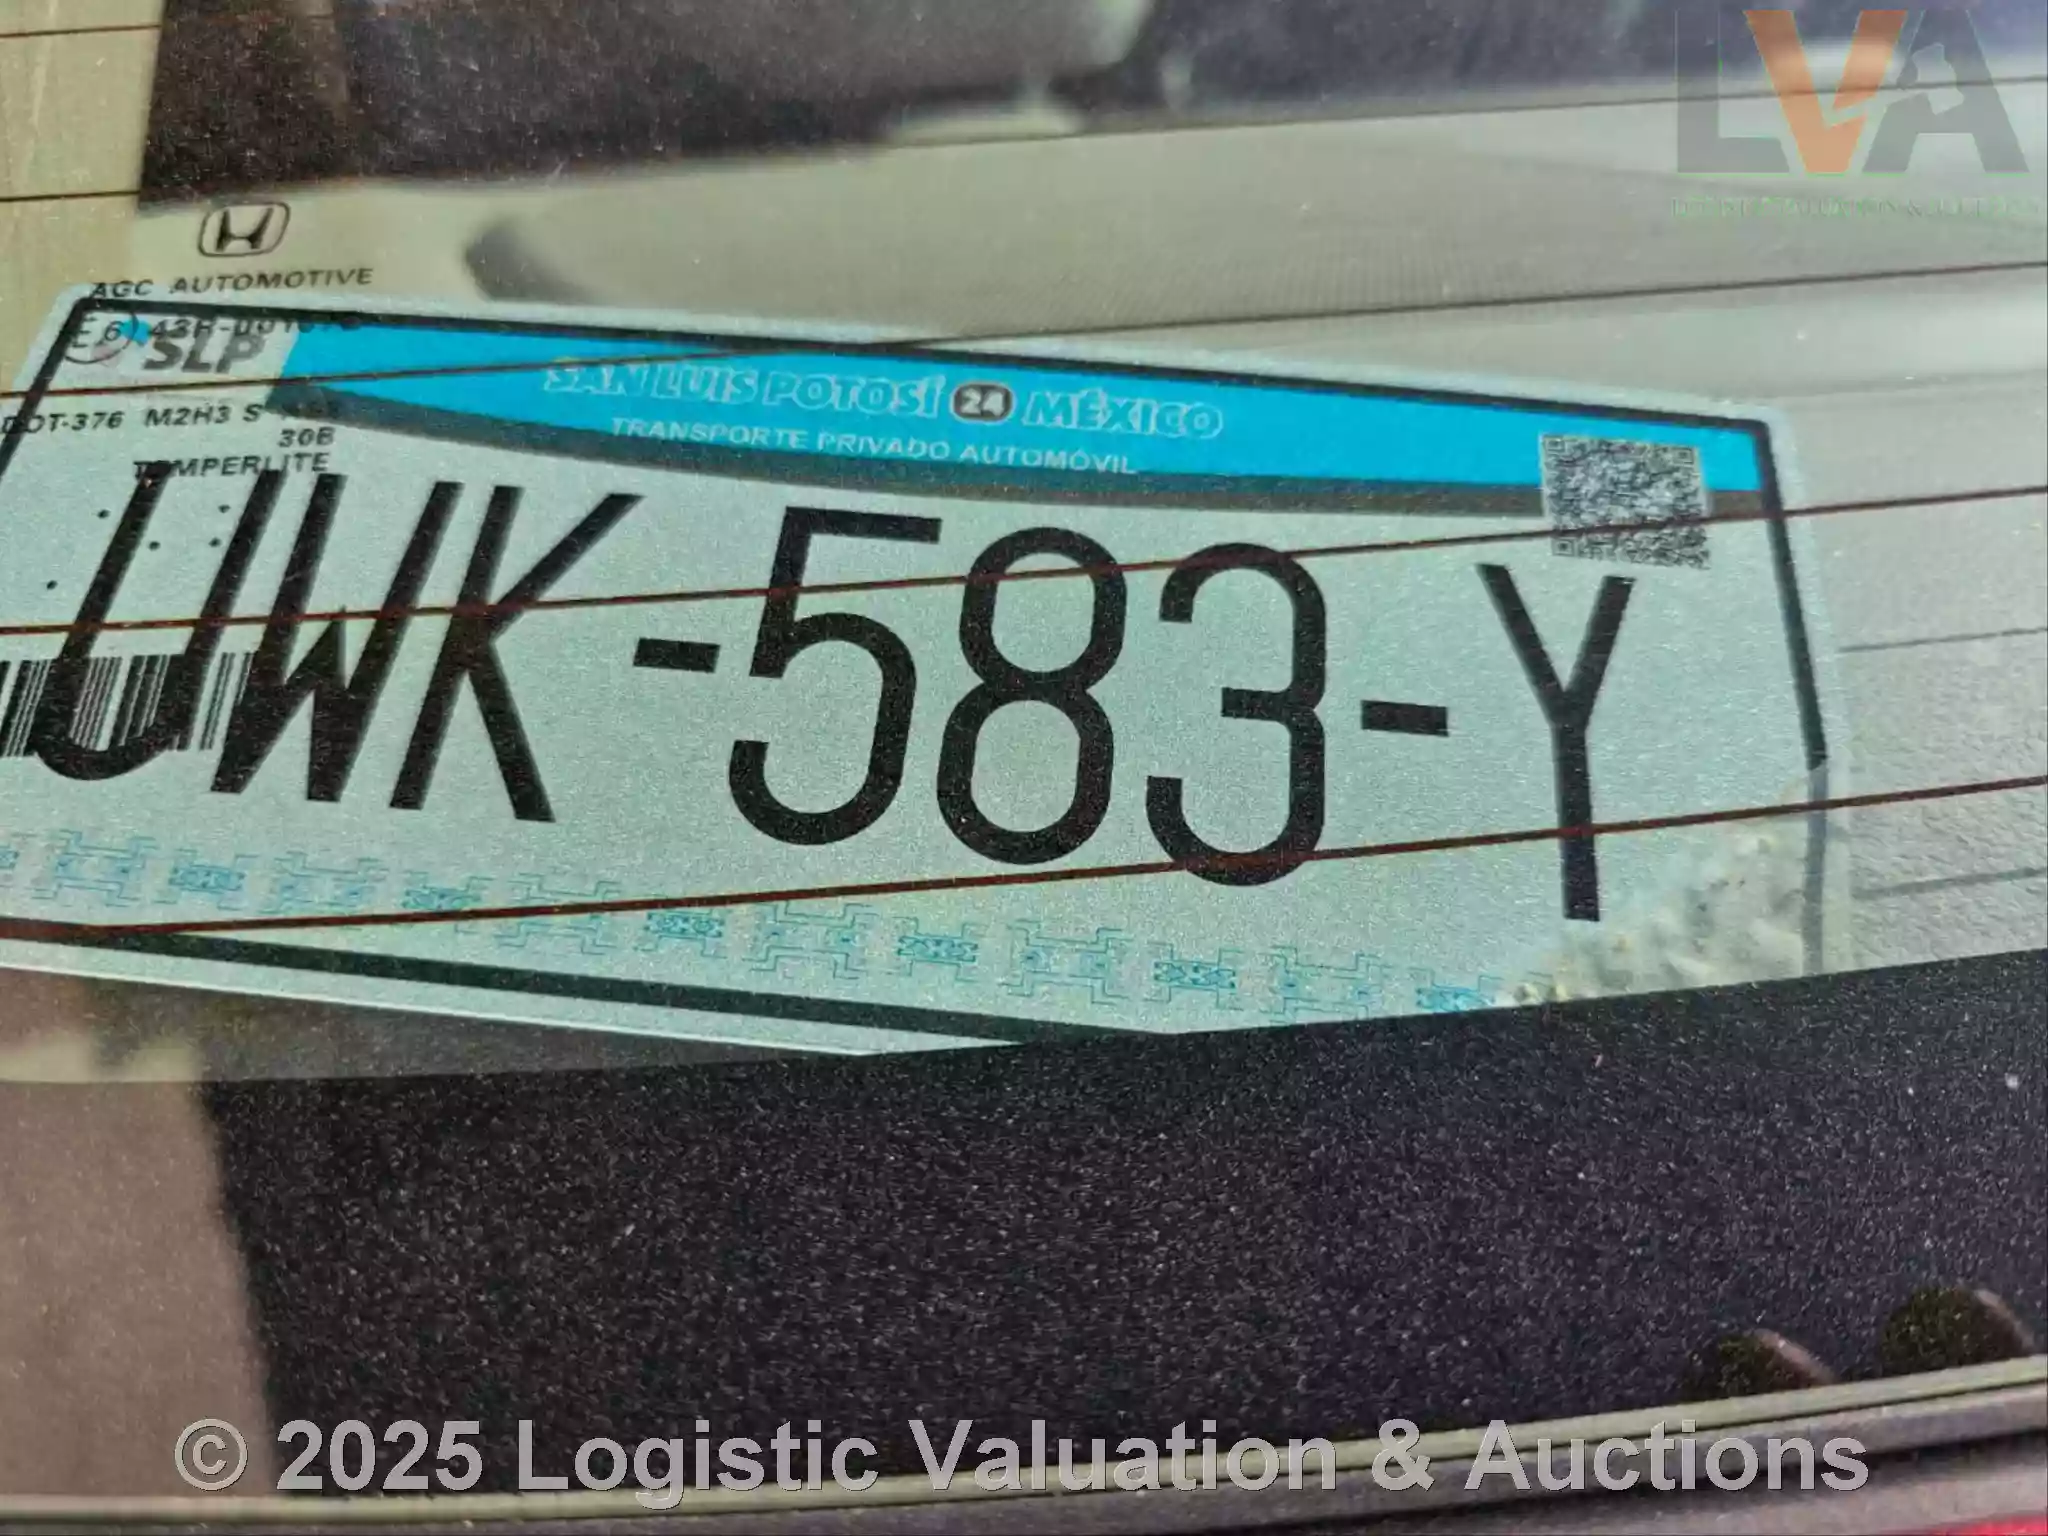 LVA
AGC AUTOMOTIVE
SLP
SAN LUIS POTOSÍ 24 MÉXICO
TRANSPORTE PRIVADO AUTOMÓVIL
DOT-376 M2H3
30B
TEMPERLITE
UWK-583-Y
© 2025 Logistic Valuation & Auctions